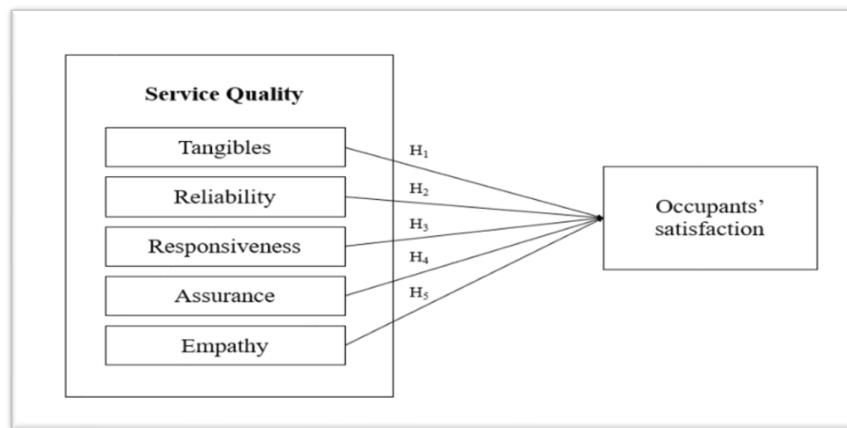 Service Quality
Tangibles
Reliability
Responsiveness
Assurance
Empathy
H₁
H₂
H₃
H₄
H₅
Occupants’
satisfaction